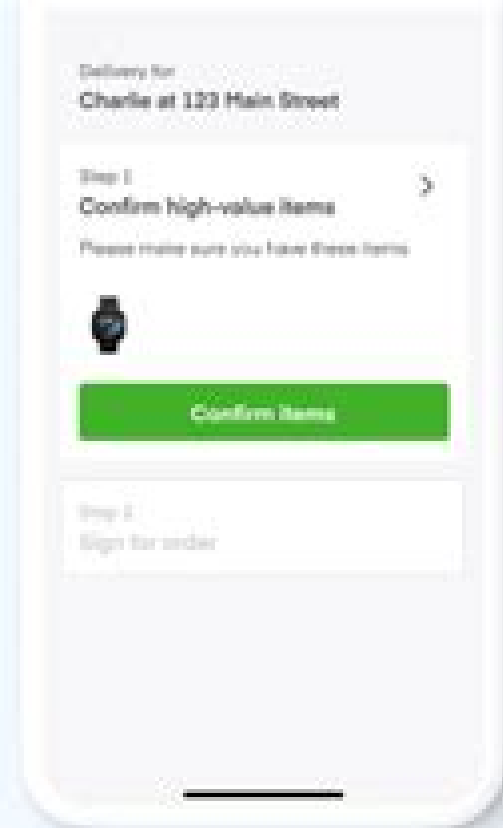 Delivery for
Charlie at 123 Main Street
Step 1
Confirm high-value items
Please make sure you have these items
Confirm items
Step 2
Sign for order